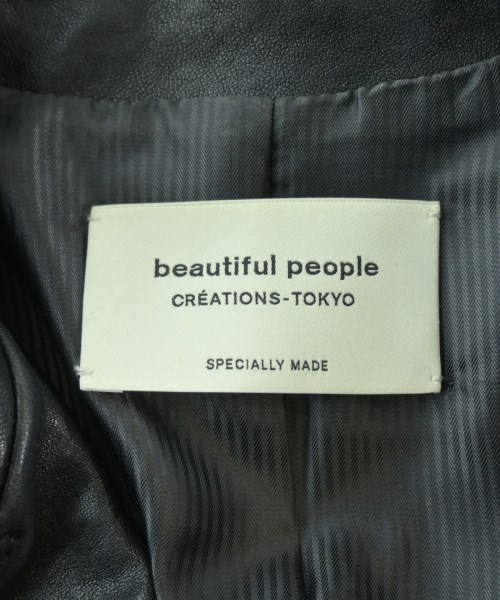 beautiful people
CRÉATIONS-TOKYO
SPECIALLY MADE